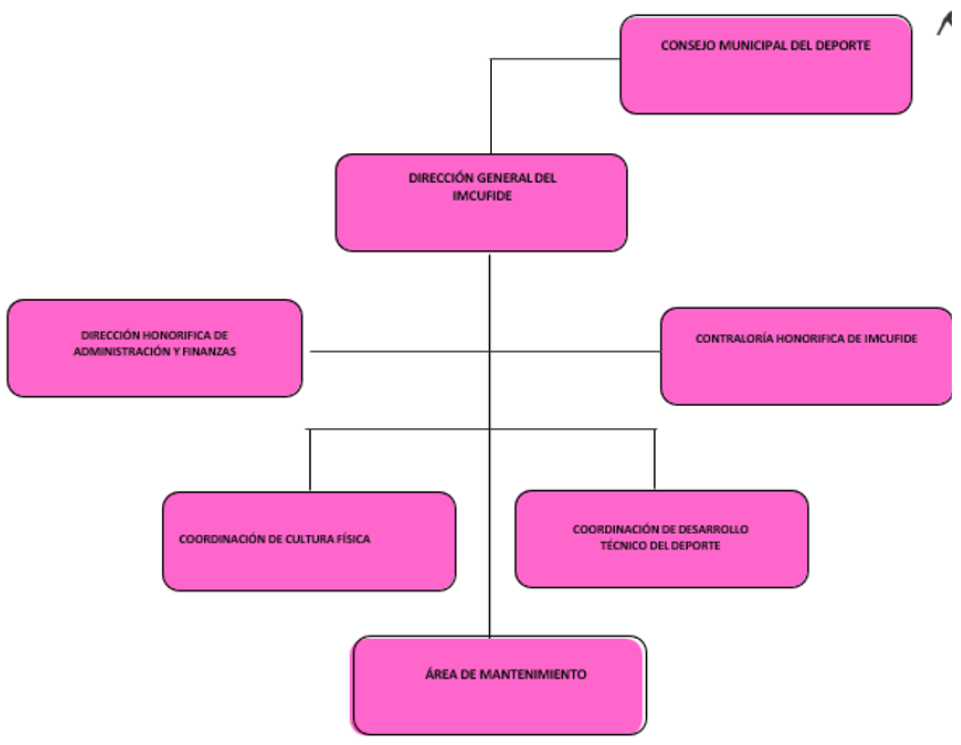 CONSEJO MUNICIPAL DEL DEPORTE
DIRECCIÓN GENERAL DEL
IMCUFIDE
DIRECCIÓN HONORIFICA DE
ADMINISTRACIÓN Y FINANZAS
CONTRALORÍA HONORIFICA DE IMCUFIDE
COORDINACIÓN DE CULTURA FÍSICA
COORDINACIÓN DE DESARROLLO
TÉCNICO DEL DEPORTE
ÁREA DE MANTENIMIENTO